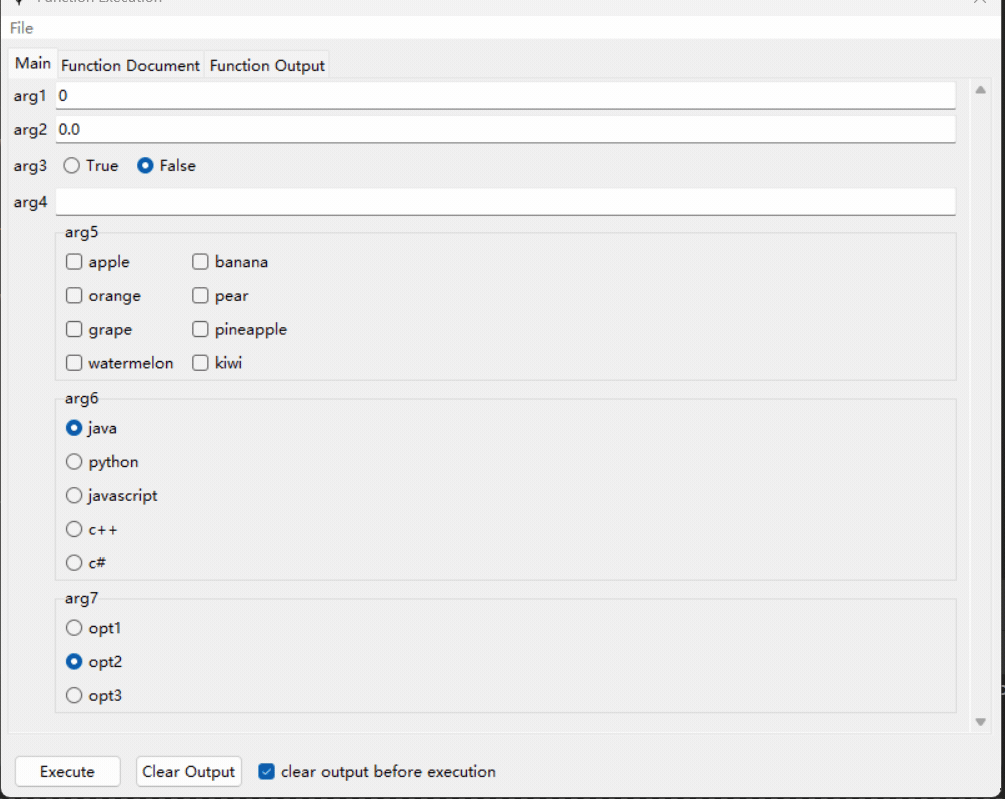 Function Execution
File
Main Function Document Function Output
arg1 0
arg2 0.0
arg3 True False
arg4
arg5
apple banana
orange pear
grape pineapple
watermelon kiwi
arg6
java
python
javascript
c++
c#
arg7
opt1
opt2
opt3
Execute Clear Output clear output before execution